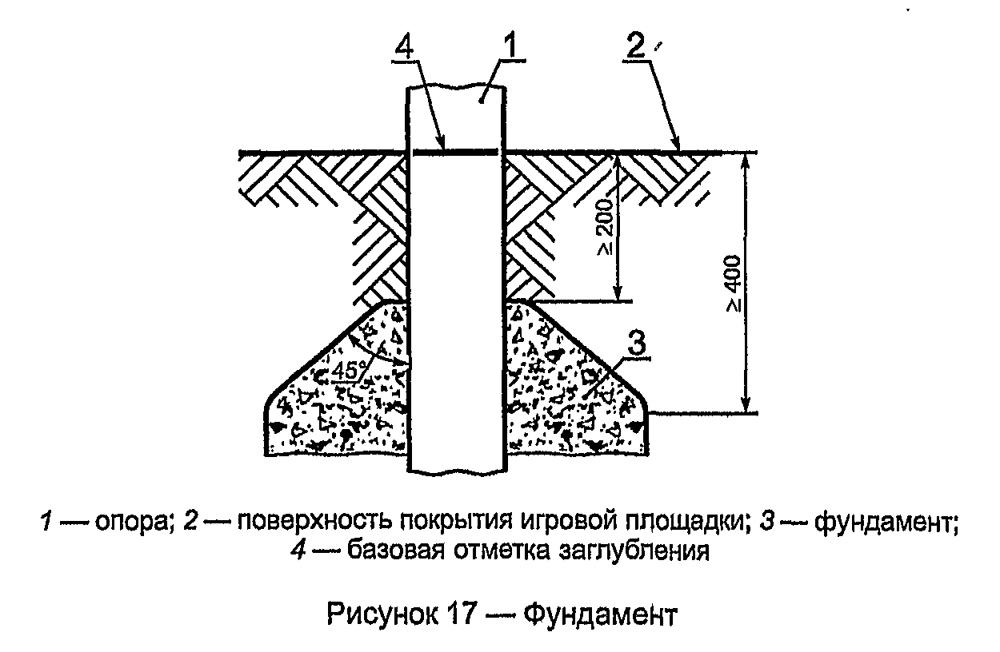 4 1 2
≥ 200
≥ 400
3
45°
1 — опора; 2 — поверхность покрытия игровой площадки; 3 — фундамент;
4 — базовая отметка заглубления
Рисунок 17 — Фундамент